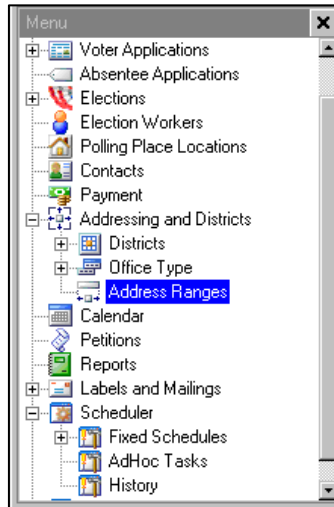 Menu
Voter Applications
Absentee Applications
Elections
Election Workers
Polling Place Locations
Contacts
Payment
Addressing and Districts
Districts
Office Type
Address Ranges
Calendar
Petitions
Reports
Labels and Mailings
Scheduler
Fixed Schedules
AdHoc Tasks
History